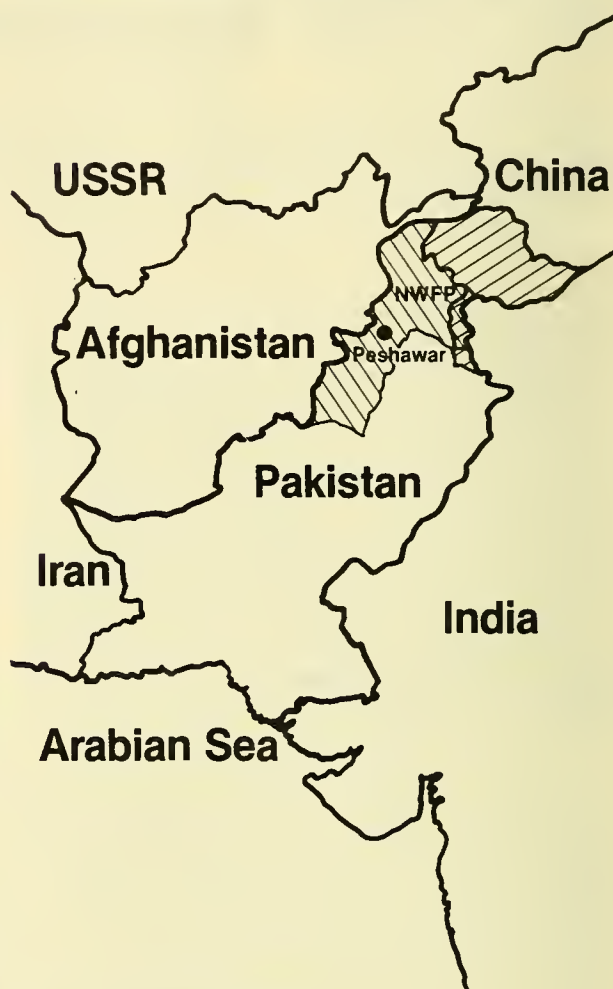 USSR
China
NWFP
Peshawar
Afghanistan
Pakistan
Iran
India
Arabian Sea